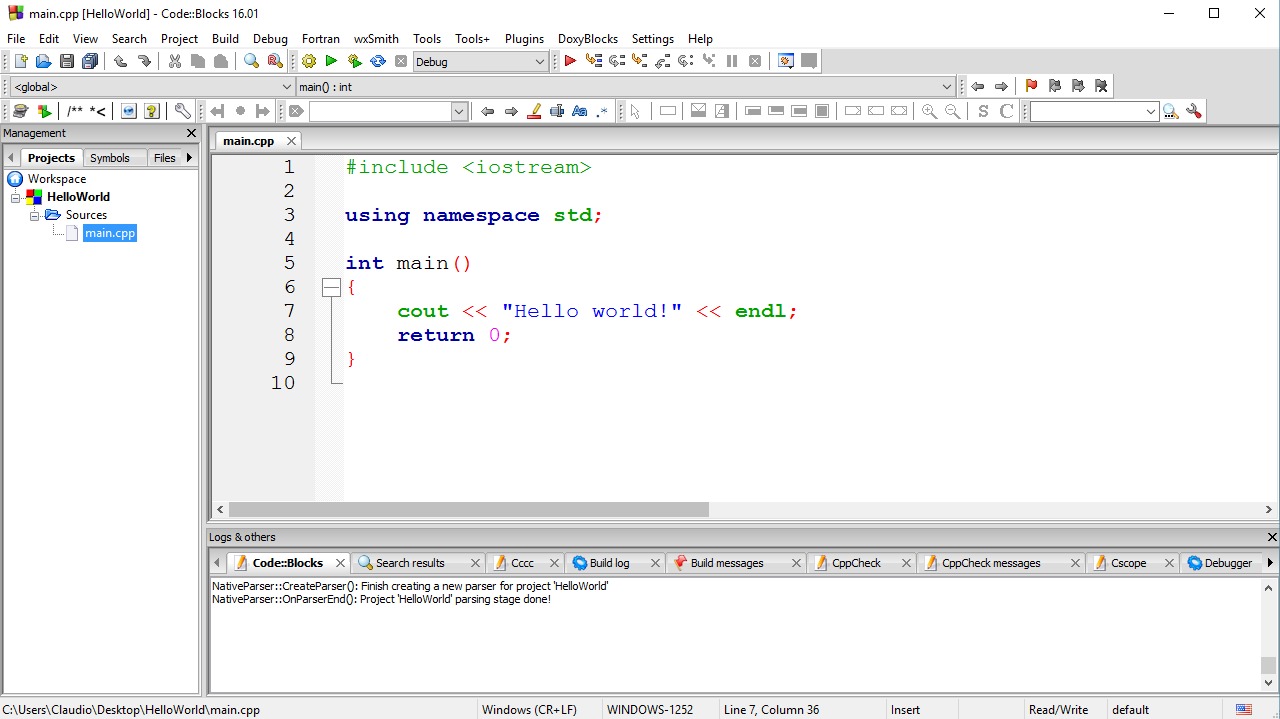 main.cpp [HelloWorld] - Code::Blocks 16.01
File Edit View Search Project Build Debug Fortran wxSmith Tools Tools+ Plugins DoxyBlocks Settings Help
Debug
<global> main() : int
/** *< Aa .* S C
Management
Projects Symbols Files
main.cpp
Workspace
HelloWorld
Sources
main.cpp
1 #include <iostream>
2
3 using namespace std;
4
5 int main()
6 {
7 cout << "Hello world!" << endl;
8 return 0;
9 }
10
Logs & others
Code::Blocks Search results Cccc Build log Build messages CppCheck CppCheck messages Cscope Debugger
NativeParser::CreateParser(): Finish creating a new parser for project 'HelloWorld'
NativeParser::OnParserEnd(): Project 'HelloWorld' parsing stage done!
C:\Users\Claudio\Desktop\HelloWorld\main.cpp Windows (CR+LF) WINDOWS-1252 Line 7, Column 36 Insert Read/Write default